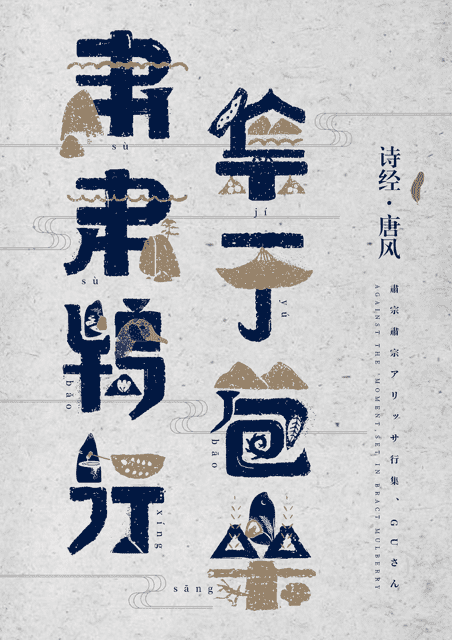 诗经·唐风
肅宗肅宗アリッサ行集、GUさん
AGAINST THE MOMENT SET IN BRACT MULBERRY
肃
sù
肃
sù
鸨
bǎo
行
xíng
集
jí
于
yú
苞
bāo
桑
sāng